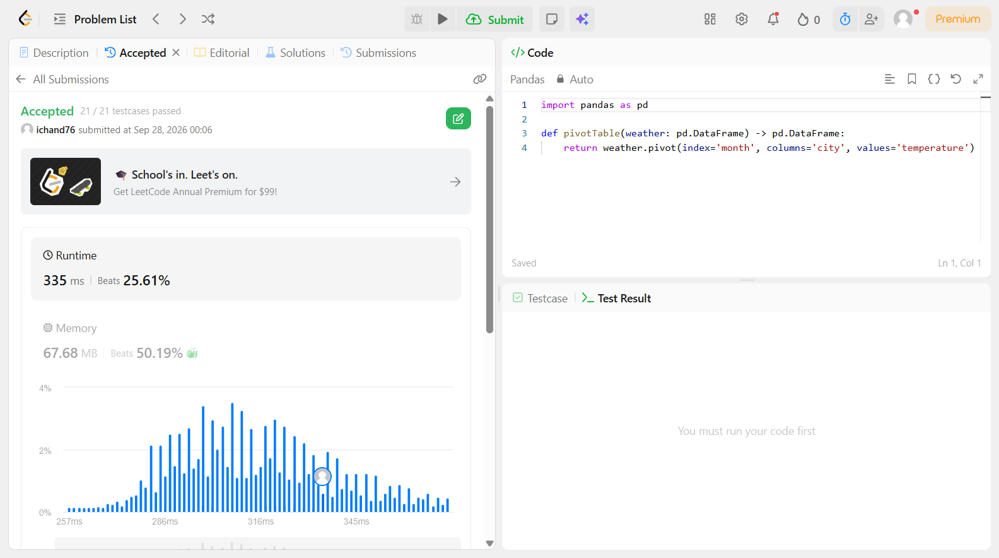 Problem List
Submit
0
Premium
Description
Accepted
Editorial
Solutions
Submissions
All Submissions
Accepted 21 / 21 testcases passed
ichand76 submitted at Sep 28, 2026 00:06
School's in. Leet's on.
Get LeetCode Annual Premium for $99!
Runtime
335 ms Beats 25.61%
Memory
67.68 MB Beats 50.19%
4%
2%
0%
257ms 286ms 316ms 345ms
</> Code
Pandas Auto
1 import pandas as pd
2
3 def pivotTable(weather: pd.DataFrame) -> pd.DataFrame:
4 return weather.pivot(index='month', columns='city', values='temperature')
Saved Ln 1, Col 1
Testcase
Test Result
You must run your code first